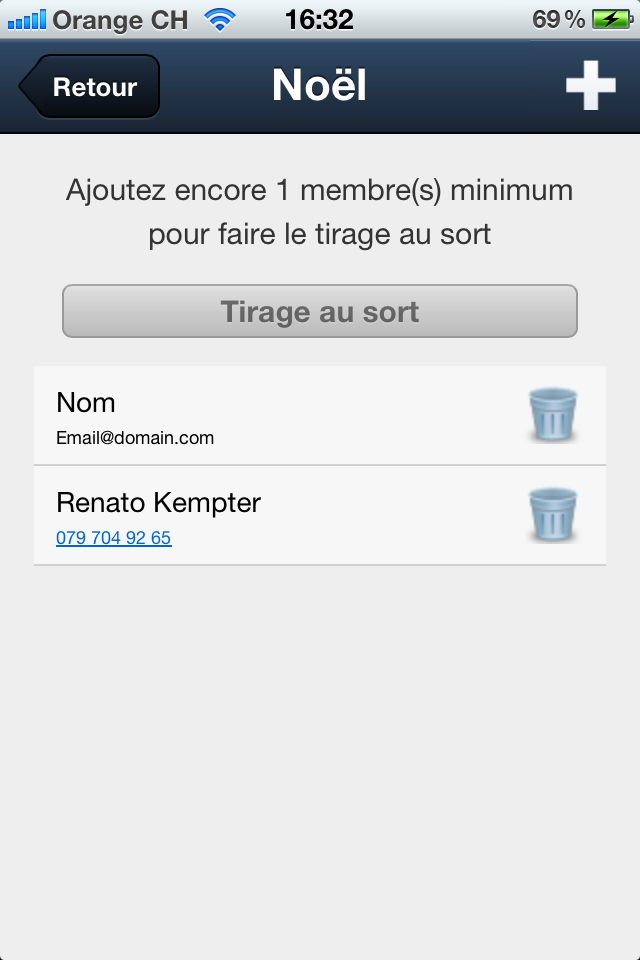 Orange CH 16:32 69 %
Retour Noël
Ajoutez encore 1 membre(s) minimum
pour faire le tirage au sort
Tirage au sort
Nom
Email@domain.com
Renato Kempter
079 704 92 65